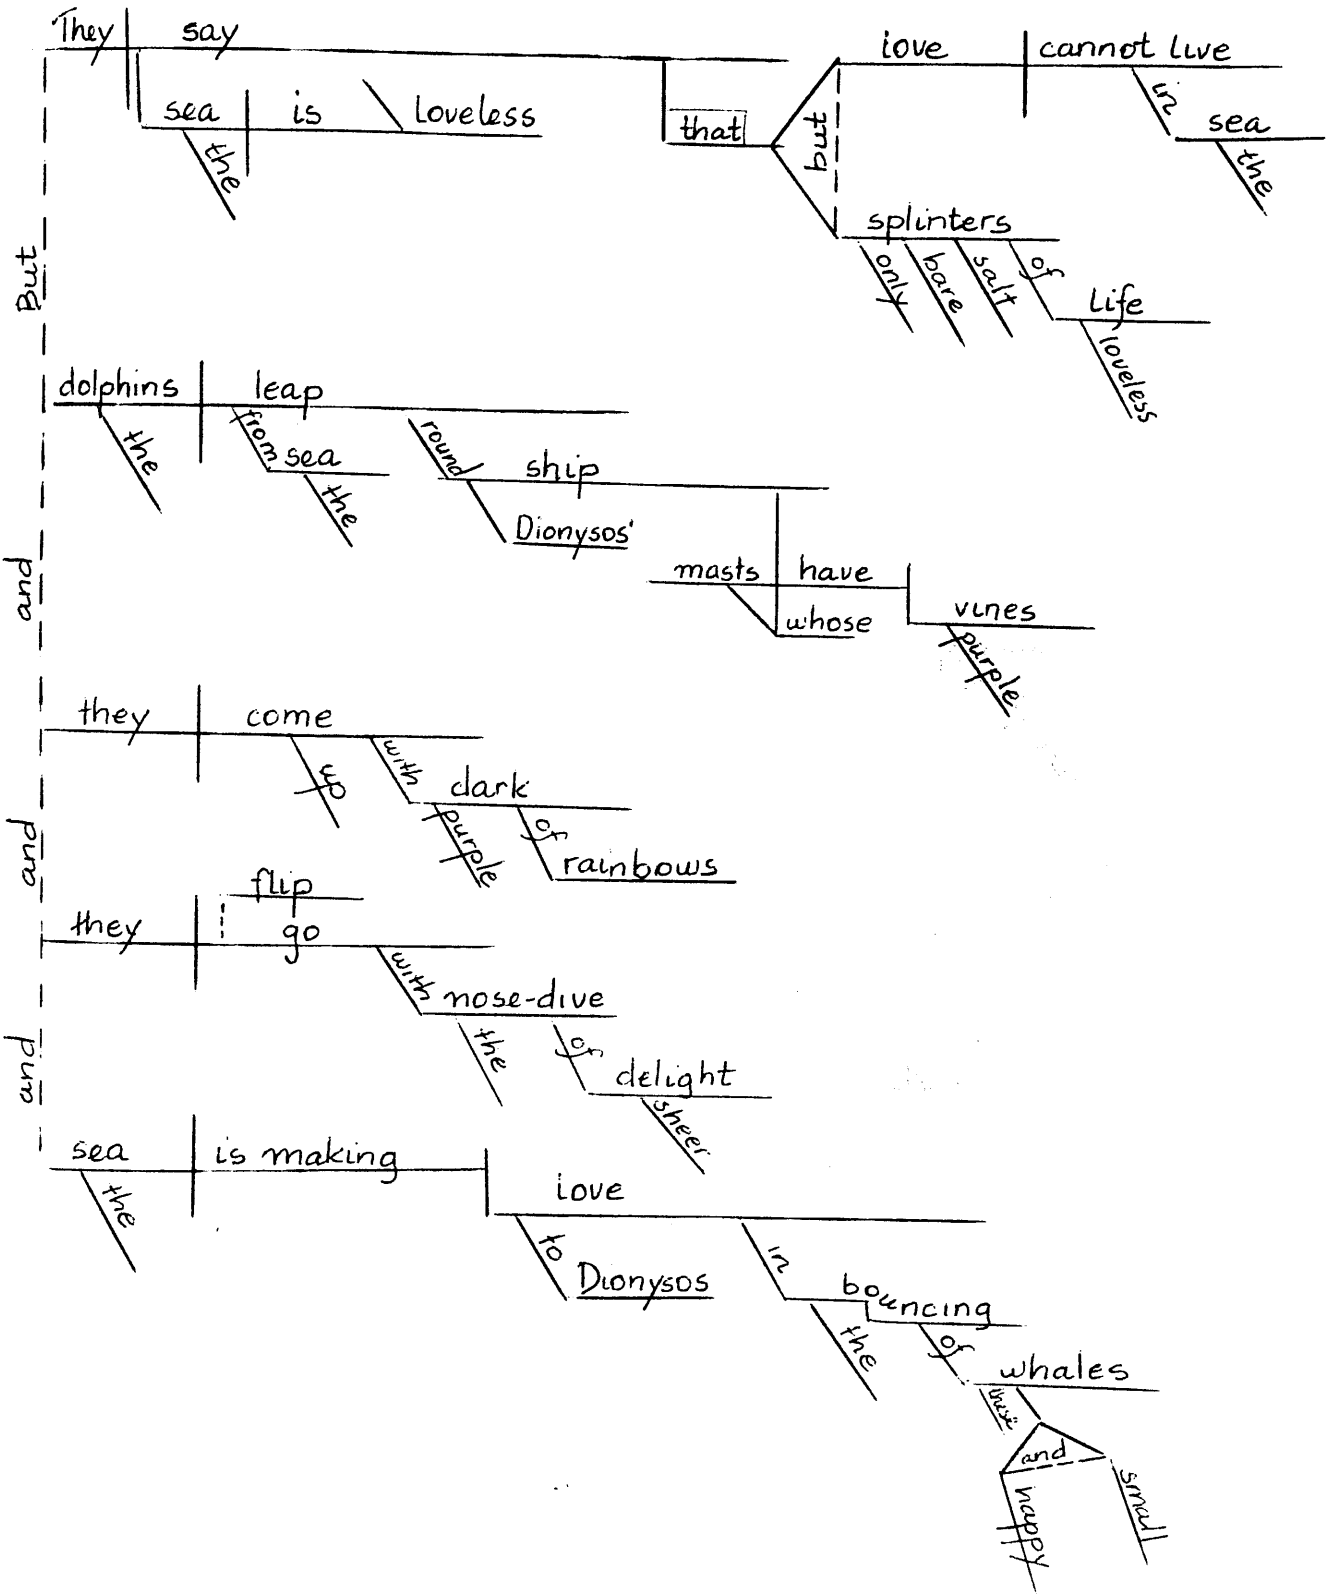 They say
love cannot live
in
sea
the
sea is Loveless
the
that
but
splinters
only bare salt of
Life
loveless
But
dolphins leap
the
from sea
the
round
ship
Dionysos'
masts have
whose
vines
purple
and
they come
up
with
dark
purple
of
rainbows
and
flip
they go
with
nose-dive
the
of
delight
sheer
and
sea is making
the
love
to
Dionysos
in
bouncing
the
of
whales
these
and
happy
small